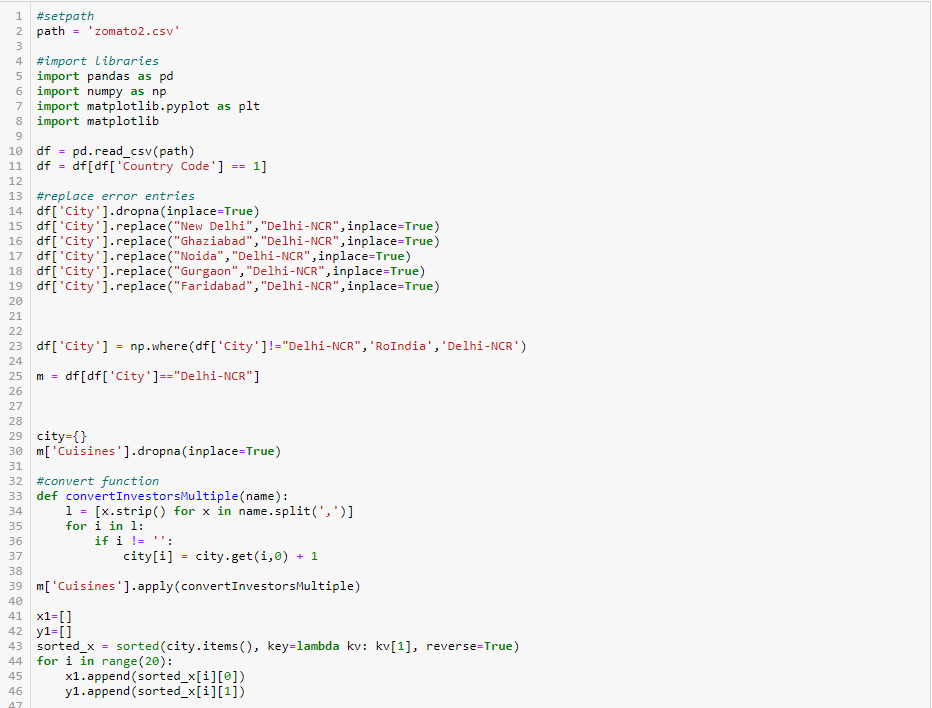 1 #setpath
2 path = 'zomato2.csv'
3
4 #import libraries
5 import pandas as pd
6 import numpy as np
7 import matplotlib.pyplot as plt
8 import matplotlib
9
10 df = pd.read_csv(path)
11 df = df[df['Country Code'] == 1]
12
13 #replace error entries
14 df['City'].dropna(inplace=True)
15 df['City'].replace("New Delhi","Delhi-NCR",inplace=True)
16 df['City'].replace("Ghaziabad","Delhi-NCR",inplace=True)
17 df['City'].replace("Noida","Delhi-NCR",inplace=True)
18 df['City'].replace("Gurgaon","Delhi-NCR",inplace=True)
19 df['City'].replace("Faridabad","Delhi-NCR",inplace=True)
20
21
22
23 df['City'] = np.where(df['City']!="Delhi-NCR",'RoIndia','Delhi-NCR')
24
25 m = df[df['City']=="Delhi-NCR"]
26
27
28
29 city={}
30 m['Cuisines'].dropna(inplace=True)
31
32 #convert function
33 def convertInvestorsMultiple(name):
34     l = [x.strip() for x in name.split(',')]
35     for i in l:
36         if i != '':
37             city[i] = city.get(i,0) + 1
38
39 m['Cuisines'].apply(convertInvestorsMultiple)
40
41 x1=[]
42 y1=[]
43 sorted_x = sorted(city.items(), key=lambda kv: kv[1], reverse=True)
44 for i in range(20):
45     x1.append(sorted_x[i][0])
46     y1.append(sorted_x[i][1])
47